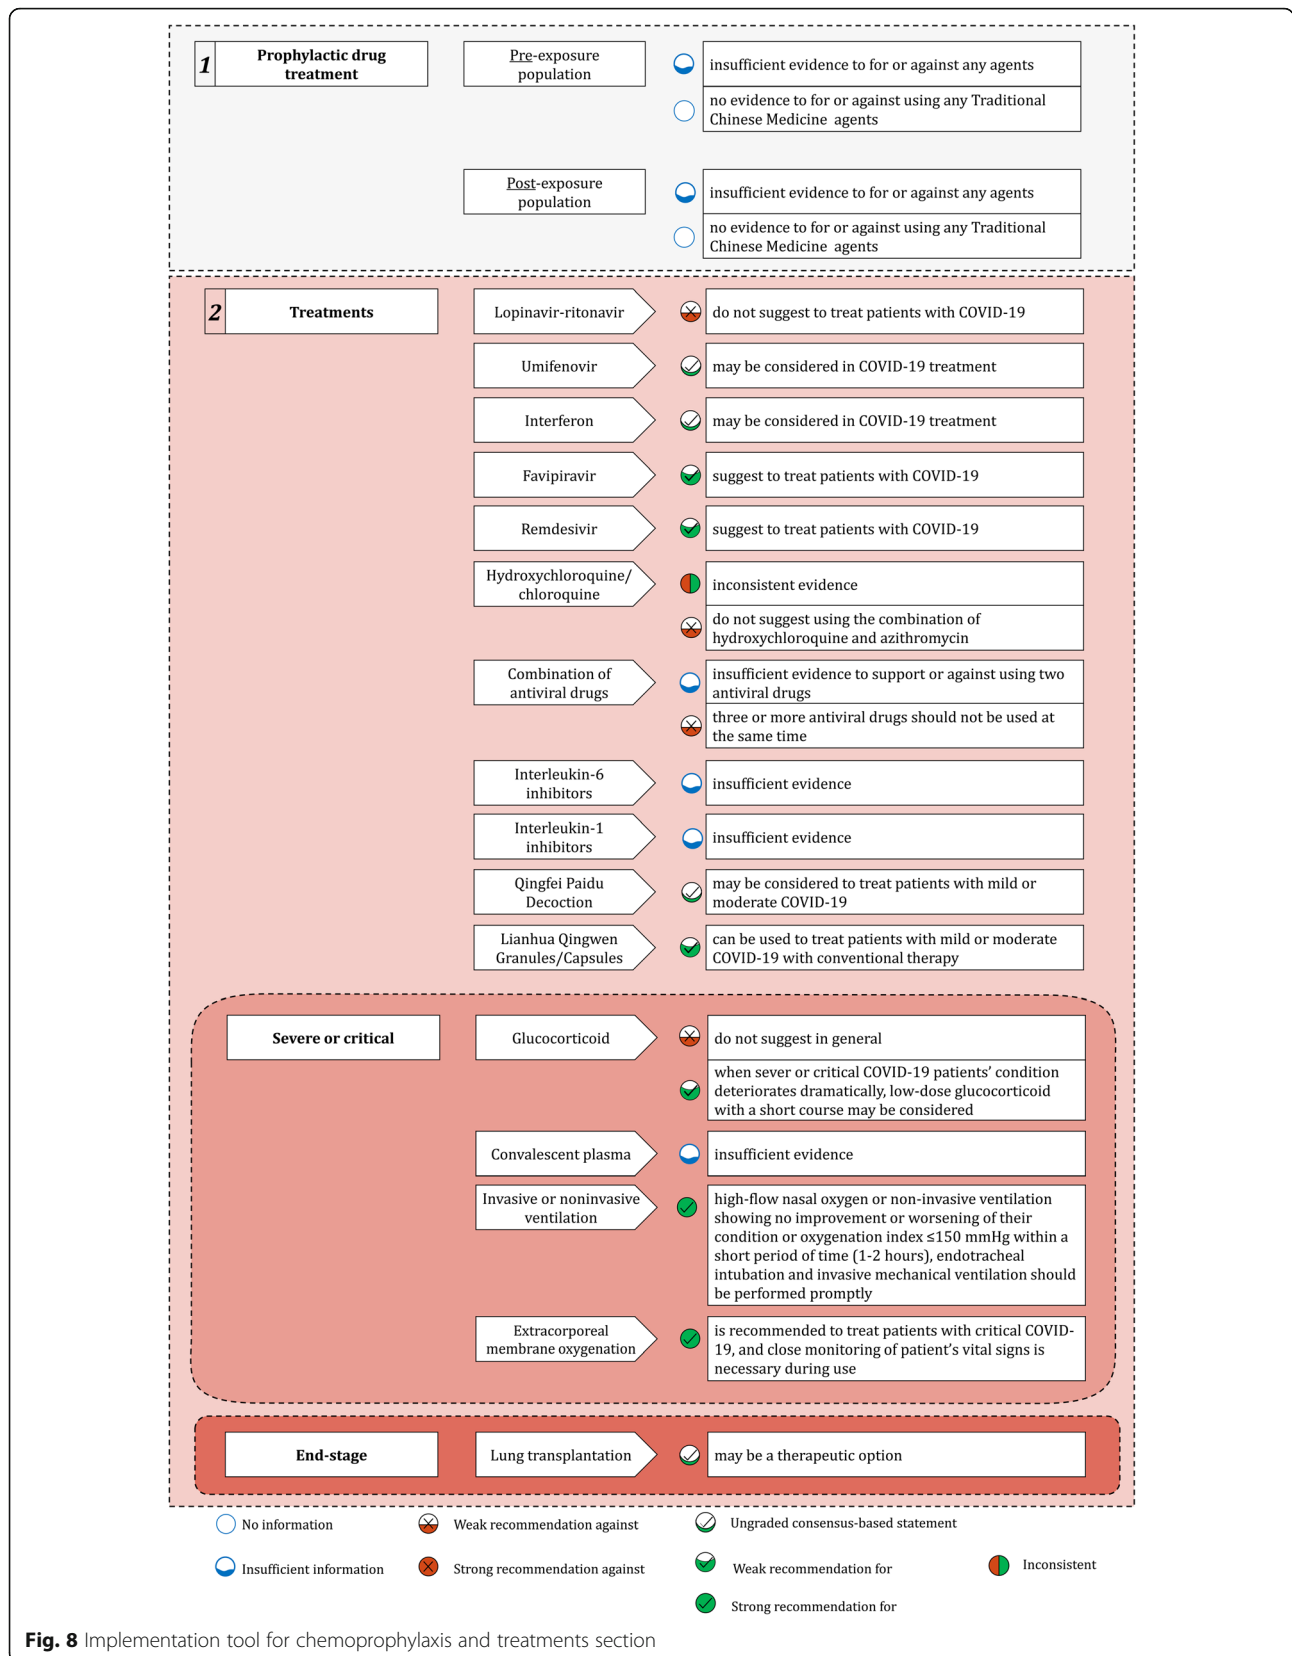 1
Prophylactic drug
treatment
Pre-exposure
population
insufficient evidence to for or against any agents
no evidence to for or against using any Traditional
Chinese Medicine agents
Post-exposure
population
insufficient evidence to for or against any agents
no evidence to for or against using any Traditional
Chinese Medicine agents
2
Treatments
Lopinavir-ritonavir
do not suggest to treat patients with COVID-19
Umifenovir
may be considered in COVID-19 treatment
Interferon
may be considered in COVID-19 treatment
Favipiravir
suggest to treat patients with COVID-19
Remdesivir
suggest to treat patients with COVID-19
Hydroxychloroquine/
chloroquine
inconsistent evidence
do not suggest using the combination of
hydroxychloroquine and azithromycin
Combination of
antiviral drugs
insufficient evidence to support or against using two
antiviral drugs
three or more antiviral drugs should not be used at
the same time
Interleukin-6
inhibitors
insufficient evidence
Interleukin-1
inhibitors
insufficient evidence
Qingfei Paidu
Decoction
may be considered to treat patients with mild or
moderate COVID-19
Lianhua Qingwen
Granules/Capsules
can be used to treat patients with mild or moderate
COVID-19 with conventional therapy
Severe or critical
Glucocorticoid
do not suggest in general
when sever or critical COVID-19 patients' condition
deteriorates dramatically, low-dose glucocorticoid
with a short course may be considered
Convalescent plasma
insufficient evidence
Invasive or noninvasive
ventilation
high-flow nasal oxygen or non-invasive ventilation
showing no improvement or worsening of their
condition or oxygenation index ≤150 mmHg within a
short period of time (1-2 hours), endotracheal
intubation and invasive mechanical ventilation should
be performed promptly
Extracorporeal
membrane oxygenation
is recommended to treat patients with critical COVID-
19, and close monitoring of patient's vital signs is
necessary during use
End-stage
Lung transplantation
may be a therapeutic option
No information
Weak recommendation against
Ungraded consensus-based statement
Insufficient information
Strong recommendation against
Weak recommendation for
Inconsistent
Strong recommendation for
Fig. 8 Implementation tool for chemoprophylaxis and treatments section